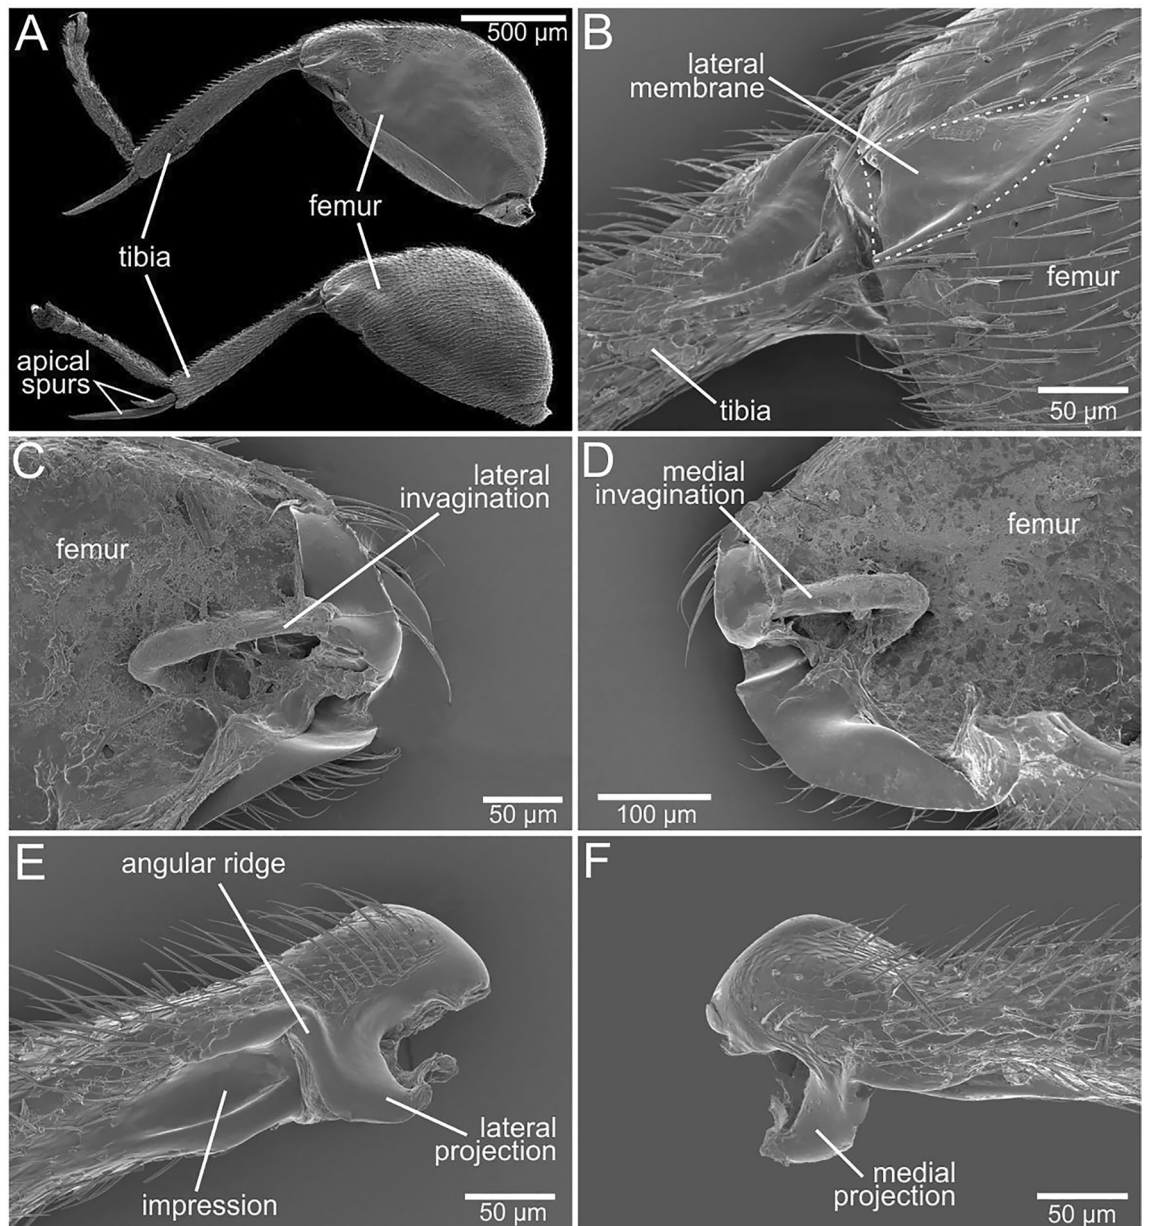 A
500 µm
femur
tibia
apical
spurs
B
lateral
membrane
femur
tibia
50 µm
C
lateral
invagination
femur
50 µm
D
medial
invagination
femur
100 µm
E
angular ridge
lateral
projection
impression
50 µm
F
medial
projection
50 µm